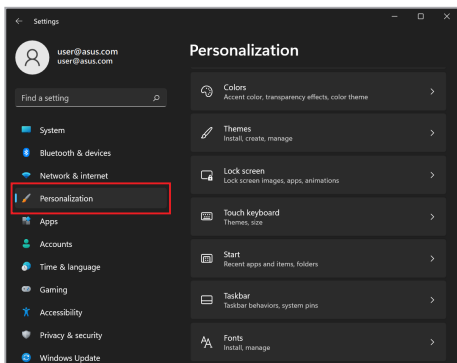 Settings
user@asus.com
user@asus.com
Find a setting
System
Bluetooth & devices
Network & internet
Personalization
Apps
Accounts
Time & language
Gaming
Accessibility
Privacy & security
Windows Update
Personalization
Colors
Accent color, transparency effects, color theme
Themes
Install, create, manage
Lock screen
Lock screen images, apps, animations
Touch keyboard
Themes, size
Start
Recent apps and items, folders
Taskbar
Taskbar behaviors, system pins
Fonts
Install, manage